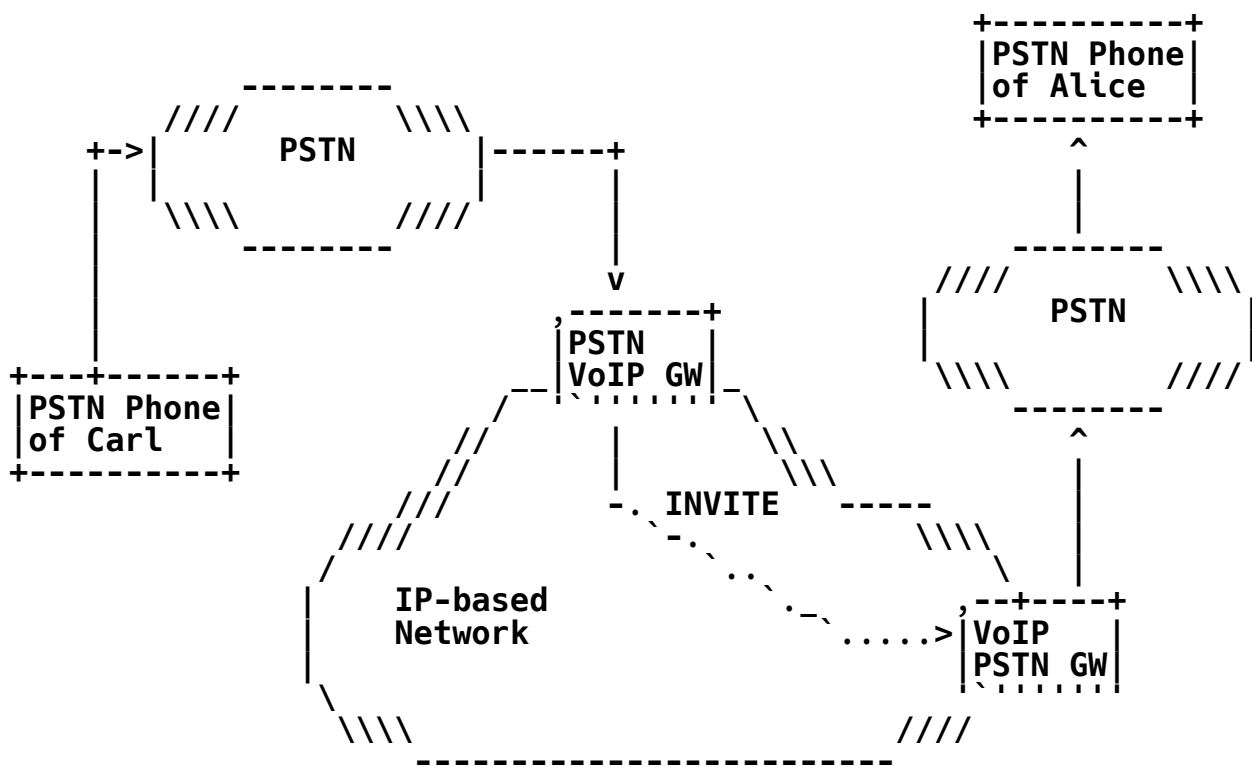 PSTN Phone
of Alice
PSTN
PSTN
PSTN
VoIP GW
PSTN Phone
of Carl
INVITE
IP-based
Network
VoIP
PSTN GW